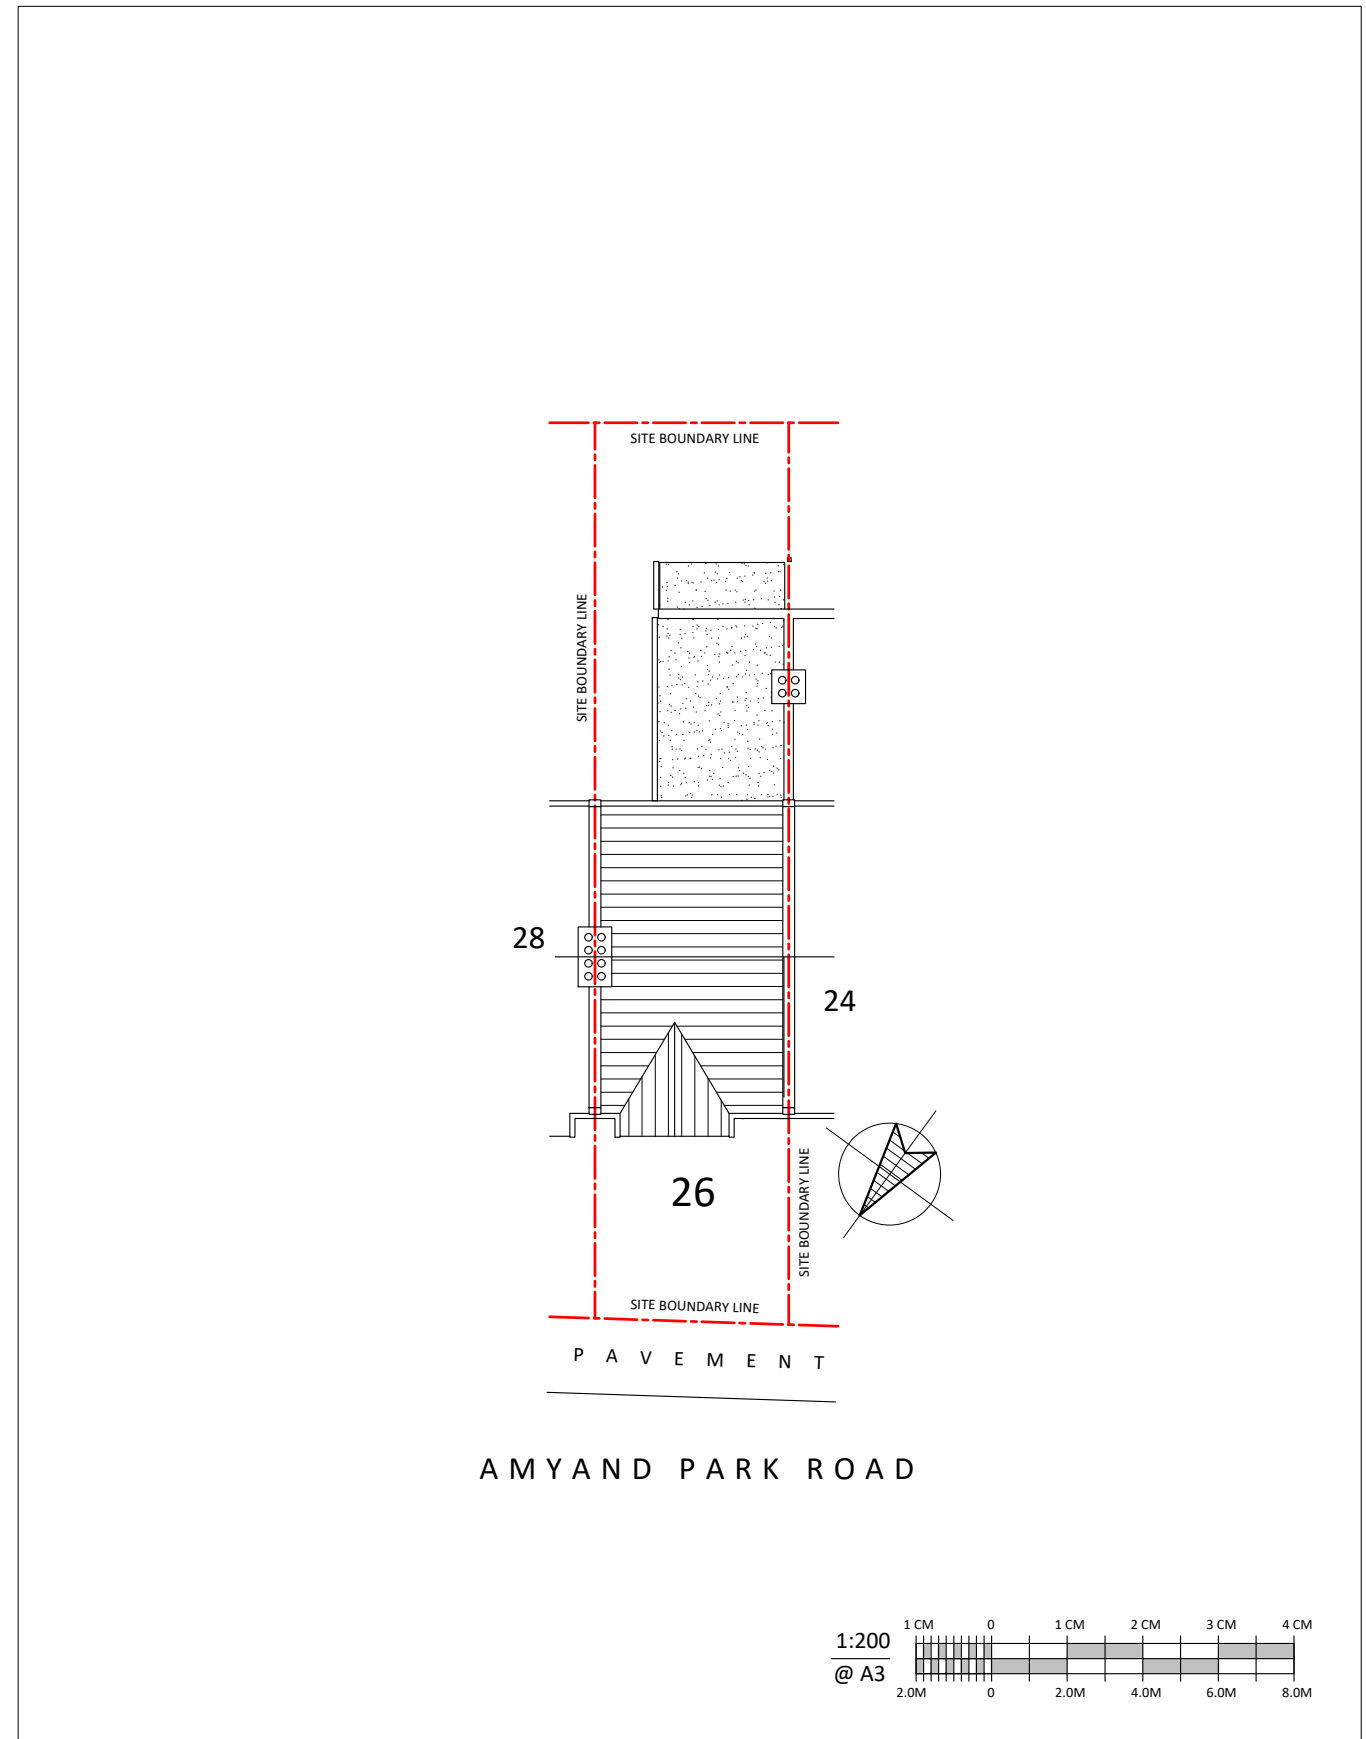 SITE BOUNDARY LINE
SITE BOUNDARY LINE
28
24
26
SITE BOUNDARY LINE
SITE BOUNDARY LINE
PAVEMENT
AMYAND PARK ROAD
1 CM 0 1 CM 2 CM 3 CM 4 CM
1:200
@ A3
2.0M 0 2.0M 4.0M 6.0M 8.0M